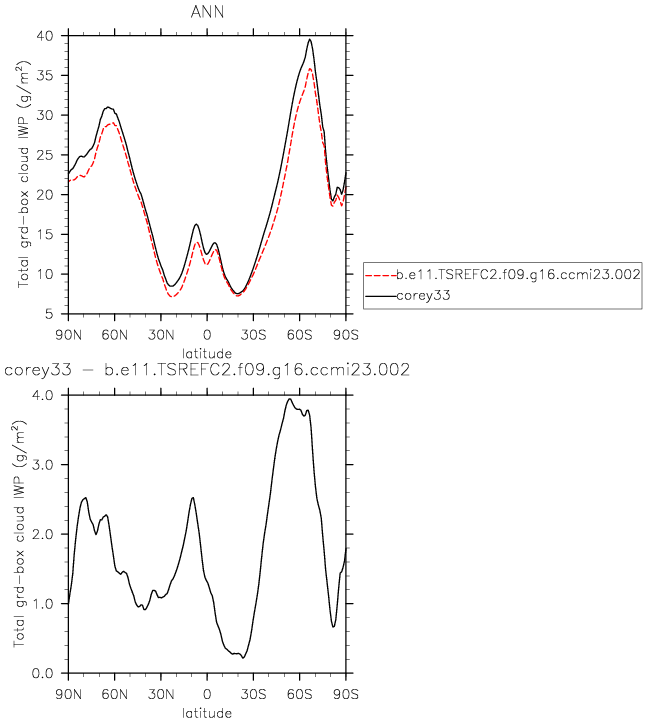 ANN
Total grd-box cloud IWP (g/m²)
40
35
30
25
20
15
10
5
90N 60N 30N 0 30S 60S 90S
latitude
b.e11.TSREFC2.f09.g16.ccmi23.002
corey33
corey33 − b.e11.TSREFC2.f09.g16.ccmi23.002
Total grd-box cloud IWP (g/m²)
4.0
3.0
2.0
1.0
0.0
90N 60N 30N 0 30S 60S 90S
latitude